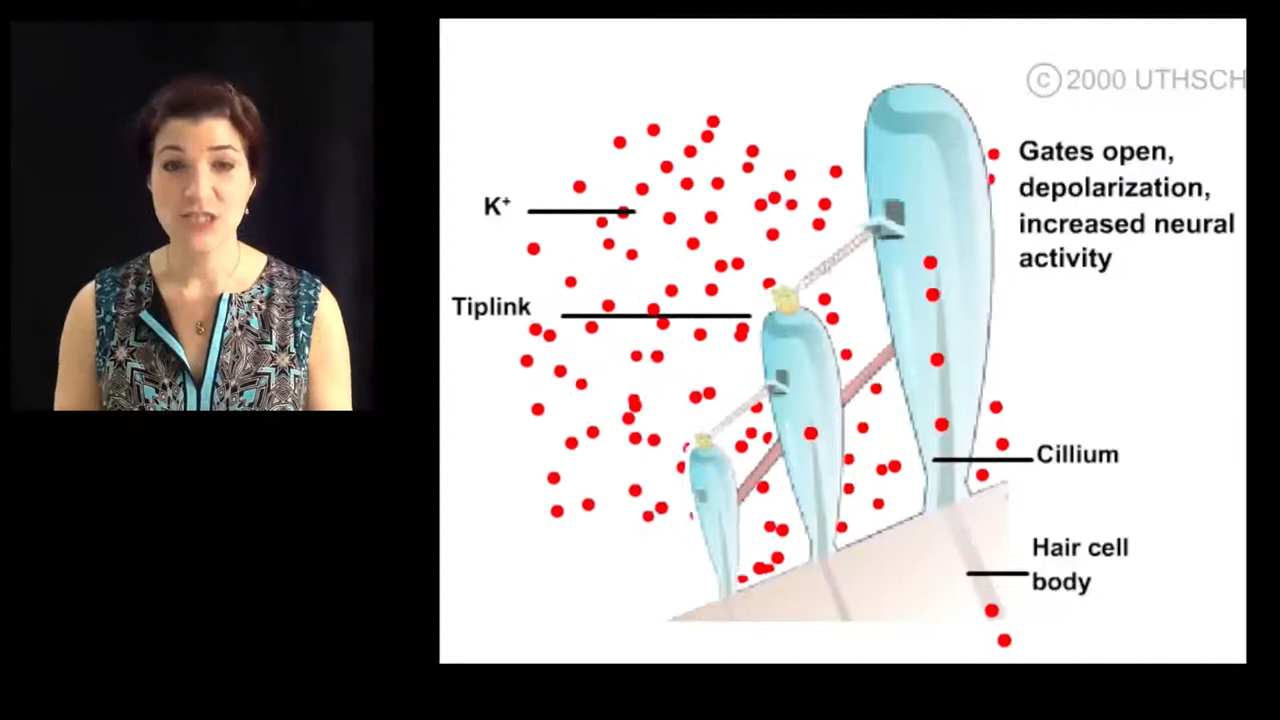 © 2000 UTHSCH
Gates open,
depolarization,
increased neural
activity
K⁺
Tiplink
Cillium
Hair cell
body